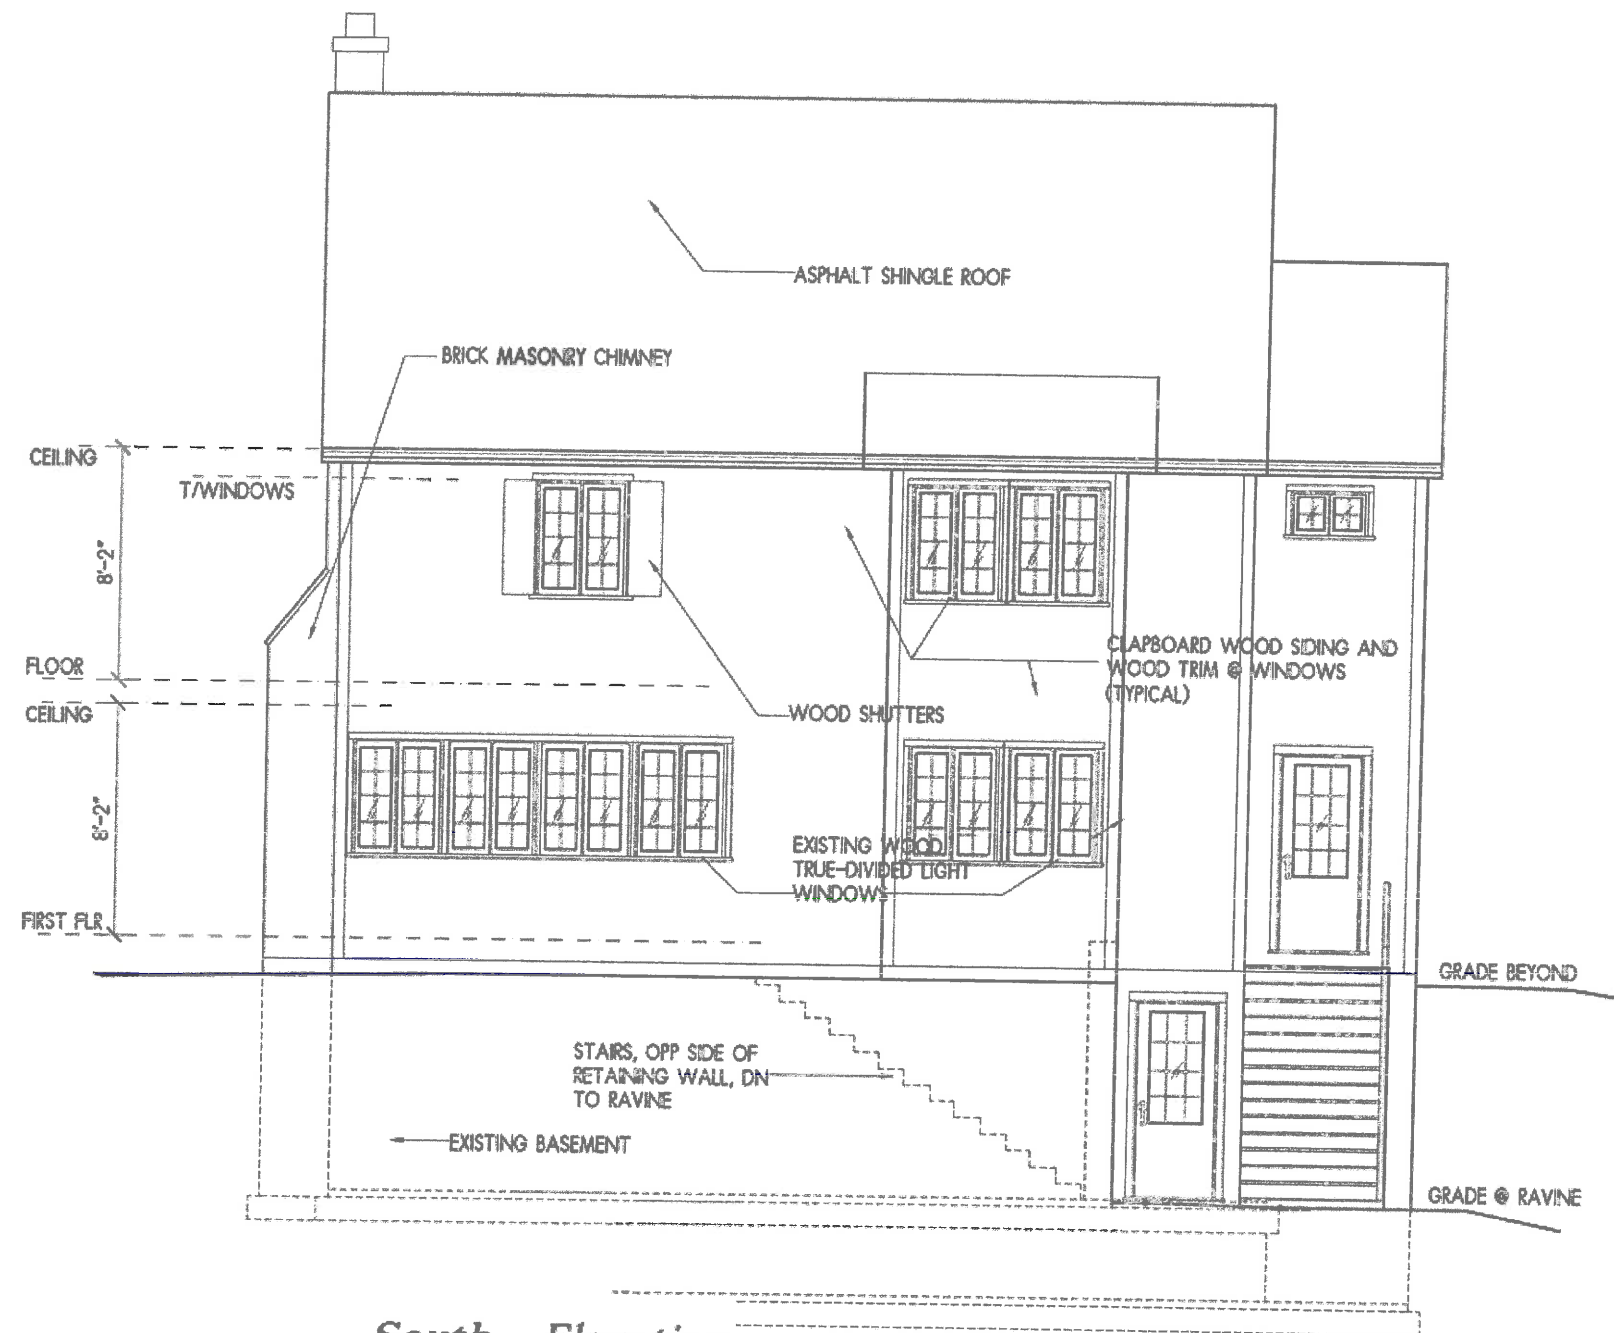 ASPHALT SHINGLE ROOF
BRICK MASONRY CHIMNEY
CEILING
T/WINDOWS
8'-2"
CLAPBOARD WOOD SIDING AND
WOOD TRIM @ WINDOWS
(TYPICAL)
FLOOR
CEILING
WOOD SHUTTERS
8'-2"
EXISTING WOOD
TRUE-DIVIDED LIGHT
WINDOWS
FIRST FLR
GRADE BEYOND
STAIRS, OPP SIDE OF
RETAINING WALL, DN
TO RAVINE
EXISTING BASEMENT
GRADE @ RAVINE
South